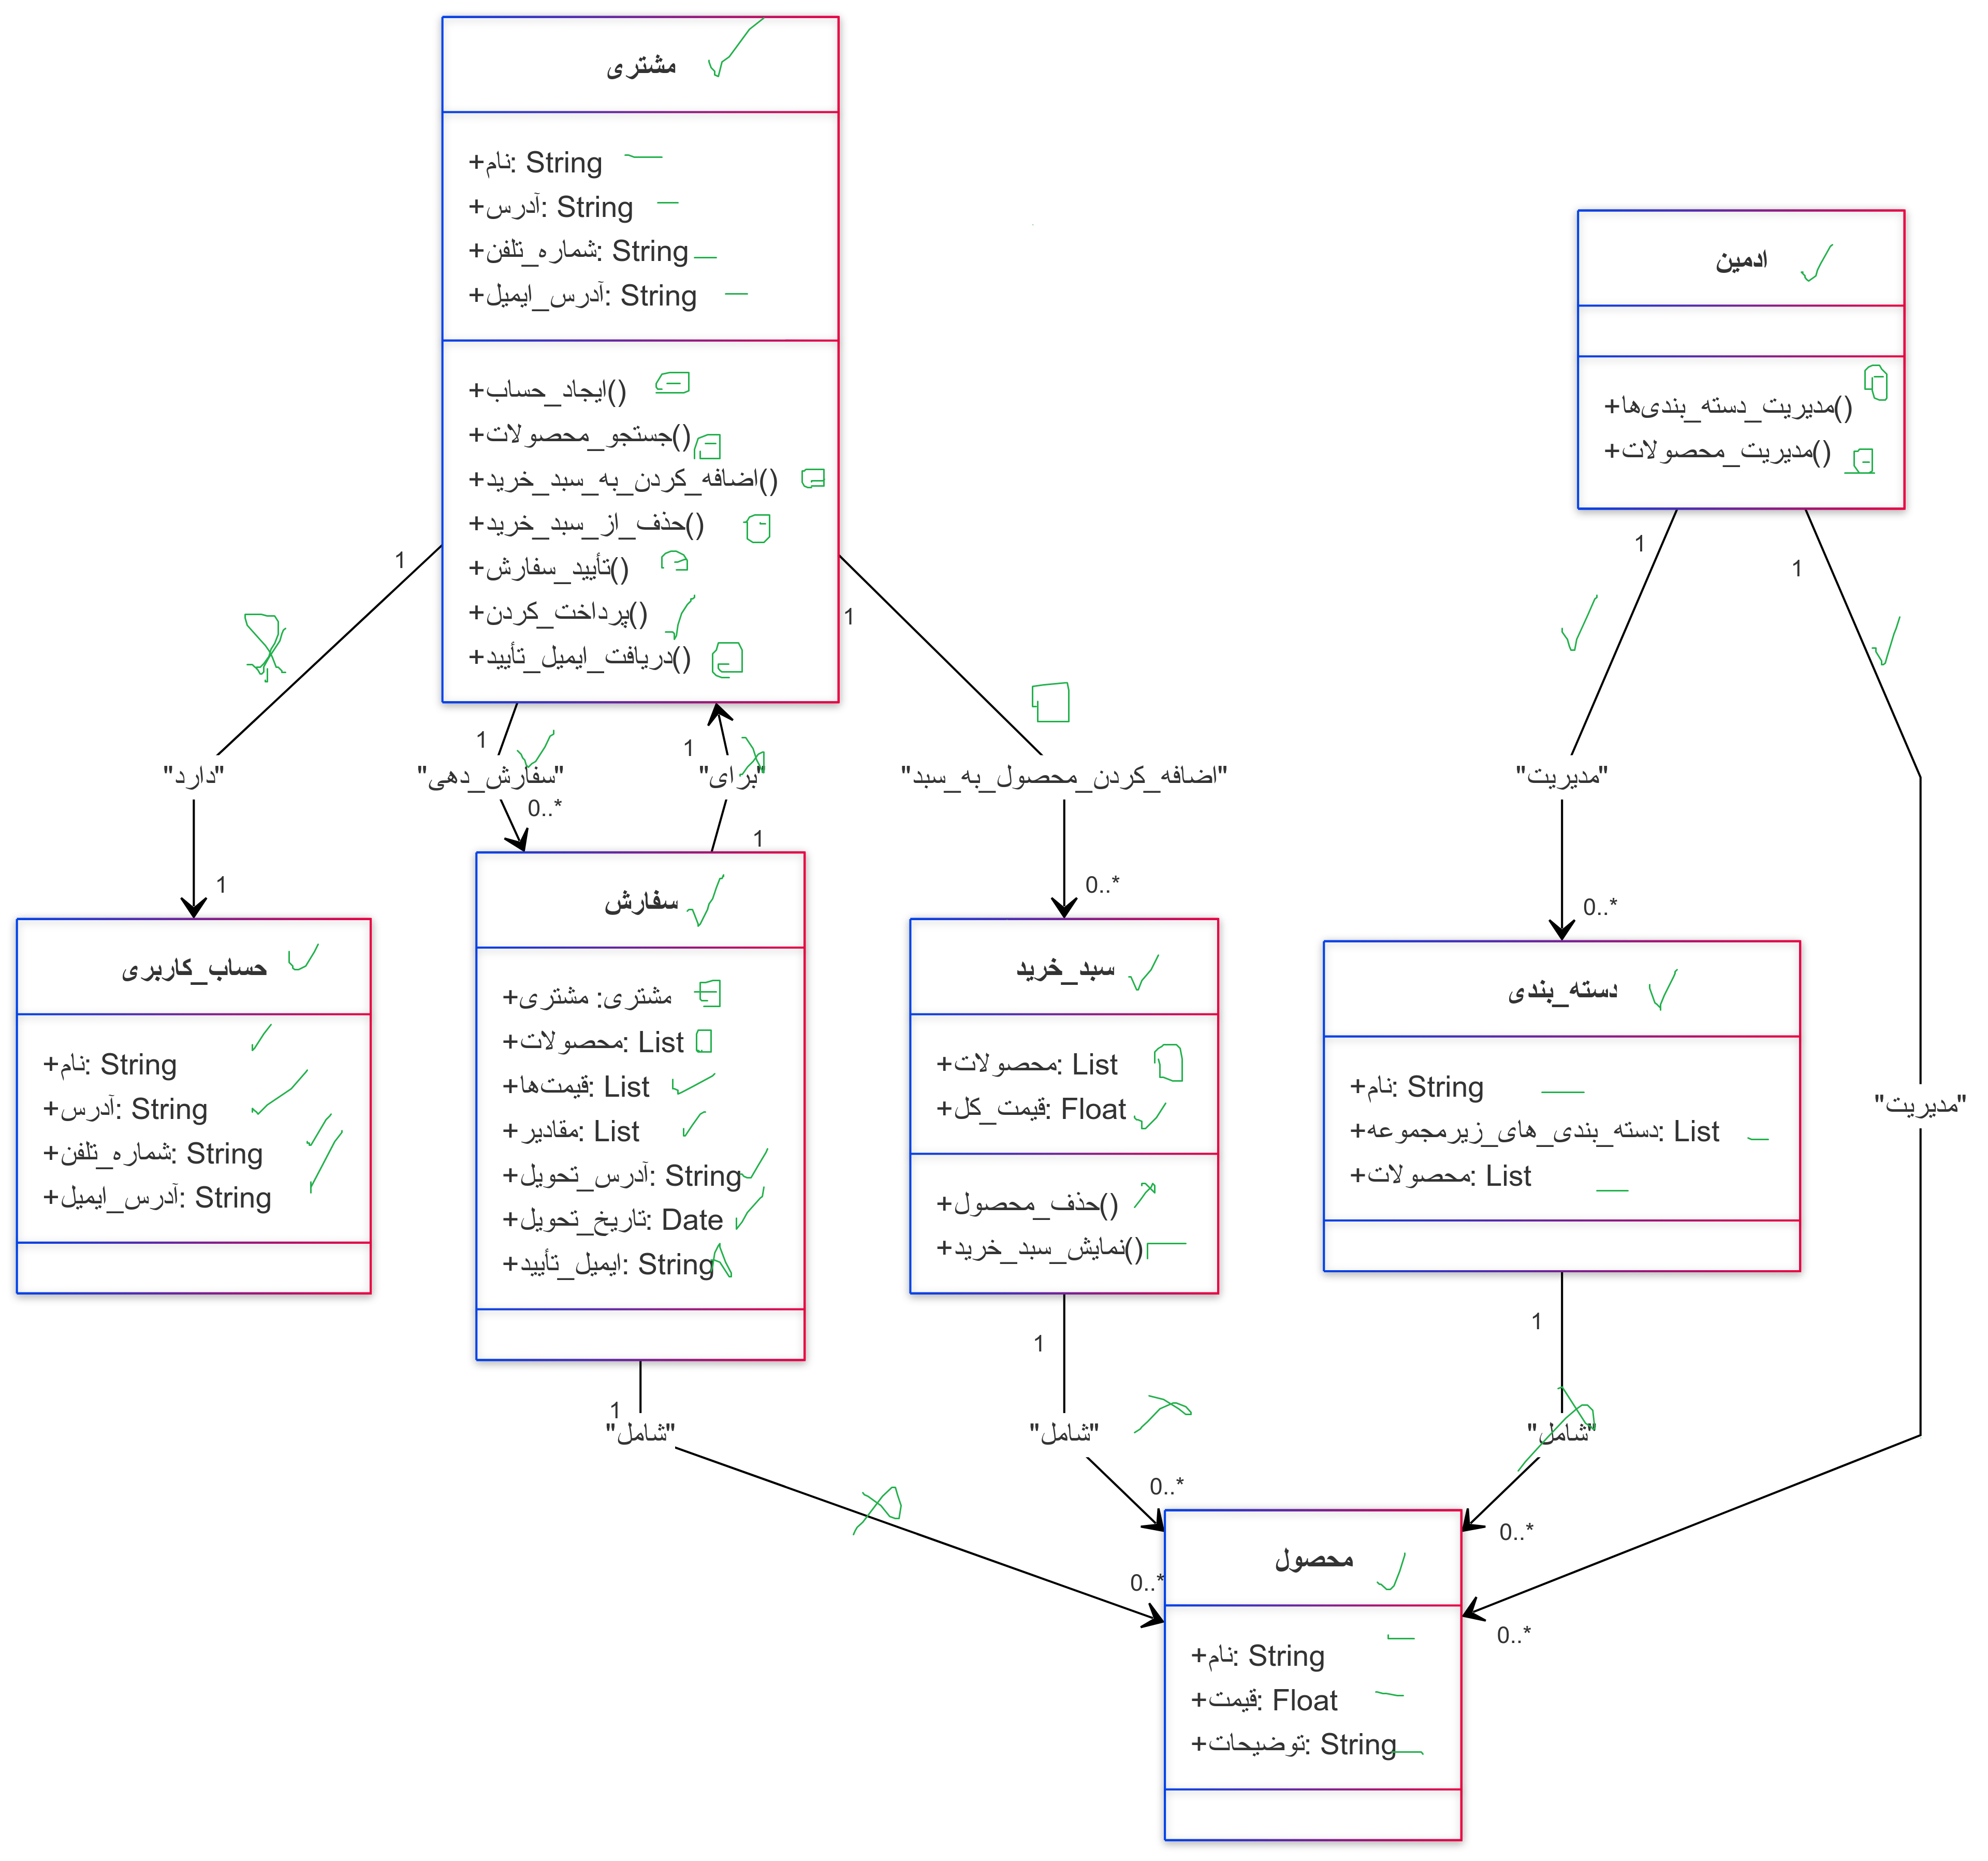 مشتری
+نام: String
+آدرس: String
+شماره_تلفن: String
+آدرس_ایمیل: String
+ایجاد_حساب()
+جستجو_محصولات()
+اضافه_کردن_به_سبد_خرید()
+حذف_از_سبد_خرید()
+تأیید_سفارش()
+پرداخت_کردن()
+دریافت_ایمیل_تأیید()
ادمین
+مدیریت_دسته_بندی‌ها()
+مدیریت_محصولات()
1
1
1
1
1
1
1
"دارد"
"سفارش_دهی"
"برای"
"اضافه_کردن_محصول_به_سبد"
"مدیریت"
0..*
1
1
0..*
0..*
حساب_کاربری
+نام: String
+آدرس: String
+شماره_تلفن: String
+آدرس_ایمیل: String
سفارش
+مشتری: مشتری
+محصولات: List
+قیمت‌ها: List
+مقادیر: List
+آدرس_تحویل: String
+تاریخ_تحویل: Date
+ایمیل_تأیید: String
سبد_خرید
+محصولات: List
+قیمت_کل: Float
+حذف_محصول()
+نمایش_سبد_خرید()
دسته_بندی
+نام: String
+دسته_بندی_های_زیرمجموعه: List
+محصولات: List
"مدیریت"
1
1
1
"شامل"
"شامل"
"شامل"
0..*
0..*
0..*
0..*
محصول
+نام: String
+قیمت: Float
+توضیحات: String